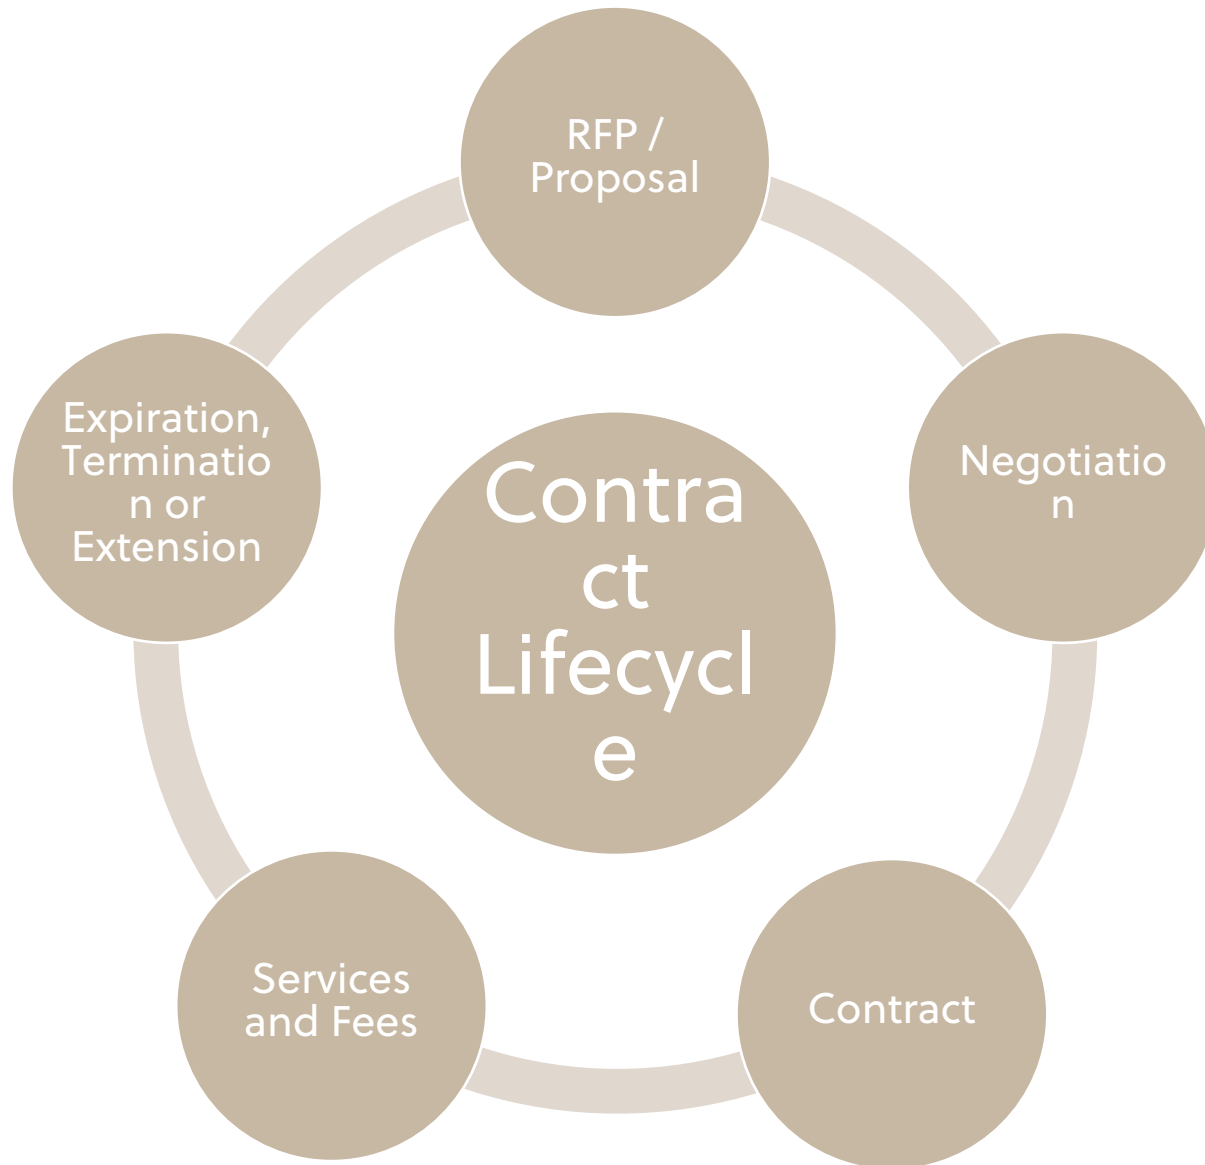 RFP /
Proposal
Negotiatio
n
Contract
Services
and Fees
Expiration,
Terminatio
n or
Extension
Contra
ct
Lifecycl
e